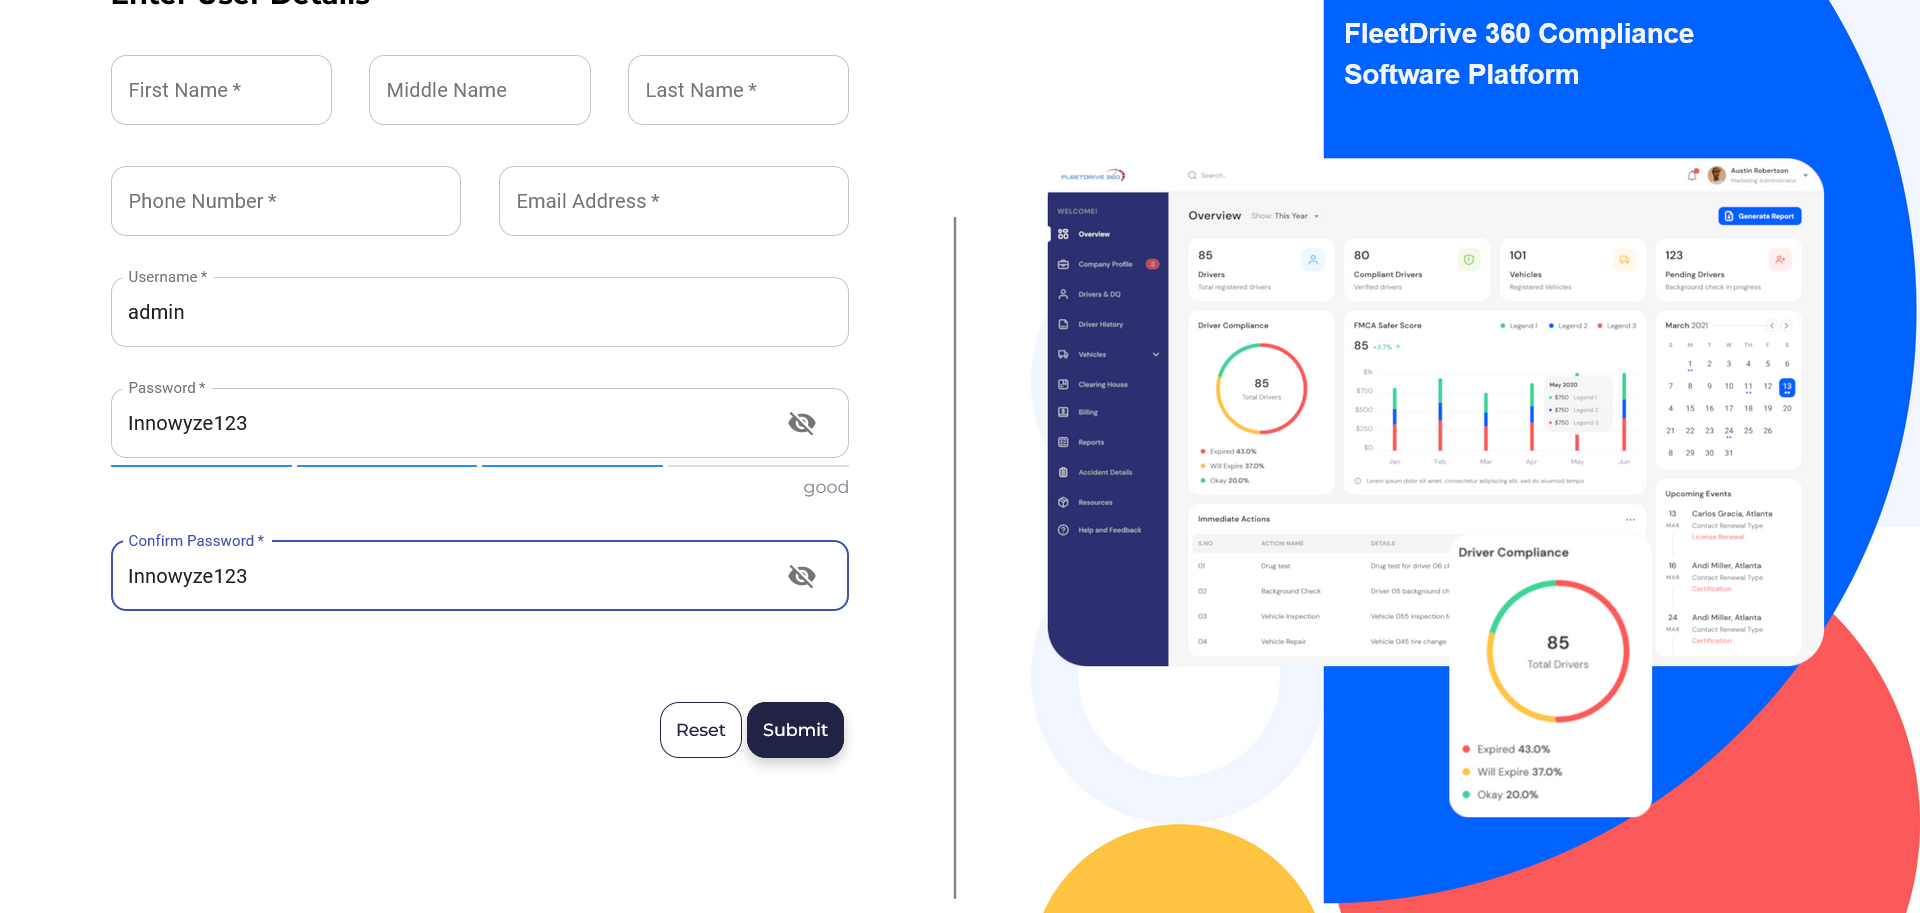 Enter User Details
First Name *
Middle Name
Last Name *
Phone Number *
Email Address *
Username *
admin
Password *
Innowyze123
good
Confirm Password *
Innowyze123
Reset
Submit
FleetDrive 360 Compliance
Software Platform
FLEETDRIVE 360
Search...
Austin Robertson
Marketing Administrator
WELCOME!
Overview
Company Profile
3
Drivers & DQ
Driver History
Vehicles
Clearing House
Billing
Reports
Accident Details
Resources
Help and Feedback
Overview
Show: This Year
Generate Report
85
Drivers
Total registered drivers
80
Compliant Drivers
Verified drivers
101
Vehicles
Registered Vehicles
123
Pending Drivers
Background check in progress
Driver Compliance
85
Total Drivers
Expired 43.0%
Will Expire 37.0%
Okay 20.0%
FMCA Safer Score
Legend 1
Legend 2
Legend 3
85 +3.7%
$1k
$750
$500
$250
$0
May 2020
$750 Legend 1
$750 Legend 2
$750 Legend 3
Jan Feb Mar Apr May Jun
Lorem ipsum dolor sit amet, consectetur adipiscing elit, sed do eiusmod tempo
March 2021
S M T W TH F S
1 2 3 4 5 6
7 8 9 10 11 12 13
4 15 16 17 18 19 20
21 22 23 24 25 26
8 29 30 31
Upcoming Events
13 MAR
Carlos Gracia, Atlanta
Contact Renewal Type
License Renewal
16 MAR
Andi Miller, Atlanta
Contact Renewal Type
Certification
24 MAR
Andi Miller, Atlanta
Contact Renewal Type
Certification
Immediate Actions
S.NO ACTION NAME DETAILS
01 Drug test Drug test for driver 06 cl
02 Background Check Driver 05 background ch
03 Vehicle Inspection Vehicle 055 inspection
04 Vehicle Repair Vehicle 045 tire change
Driver Compliance
85
Total Drivers
Expired 43.0%
Will Expire 37.0%
Okay 20.0%